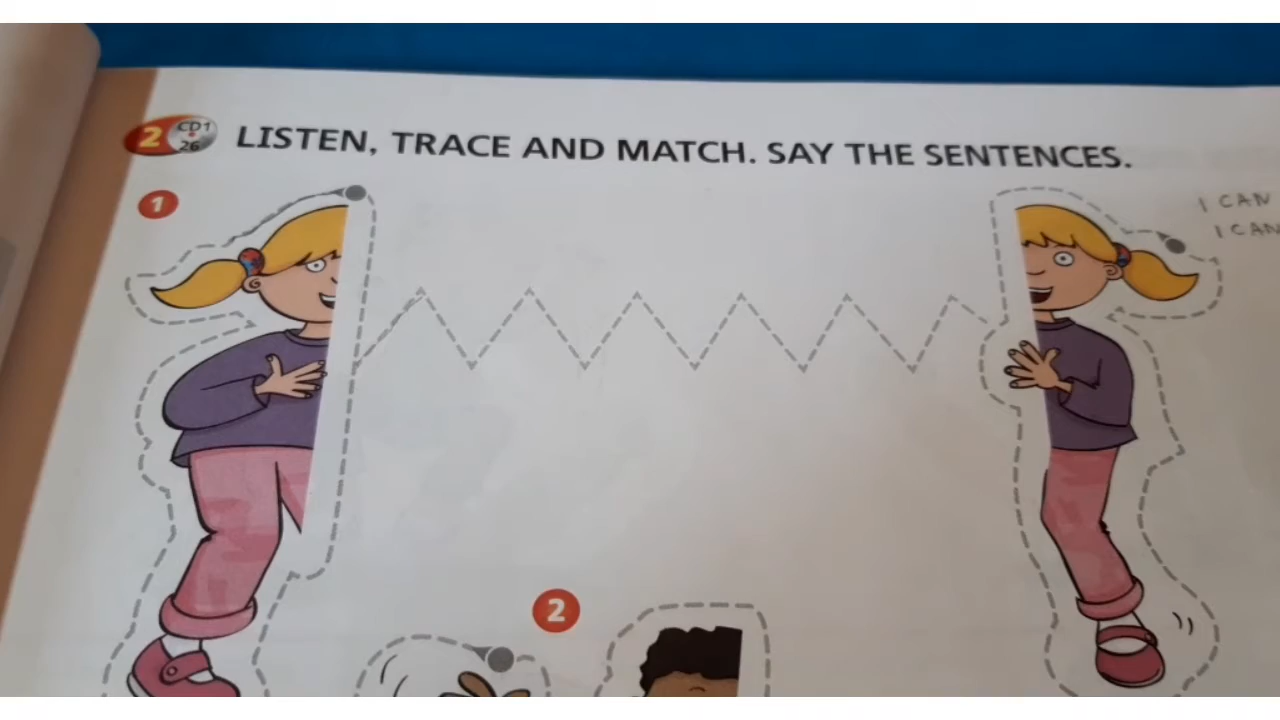 2 CD1 26 LISTEN, TRACE AND MATCH. SAY THE SENTENCES.
1
I CAN
I CAN
2